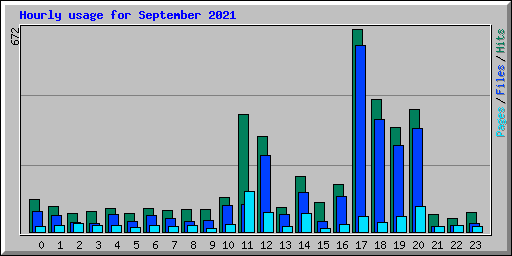 Hourly usage for September 2021
672
Pages / Files / Hits
0 1 2 3 4 5 6 7 8 9 10 11 12 13 14 15 16 17 18 19 20 21 22 23